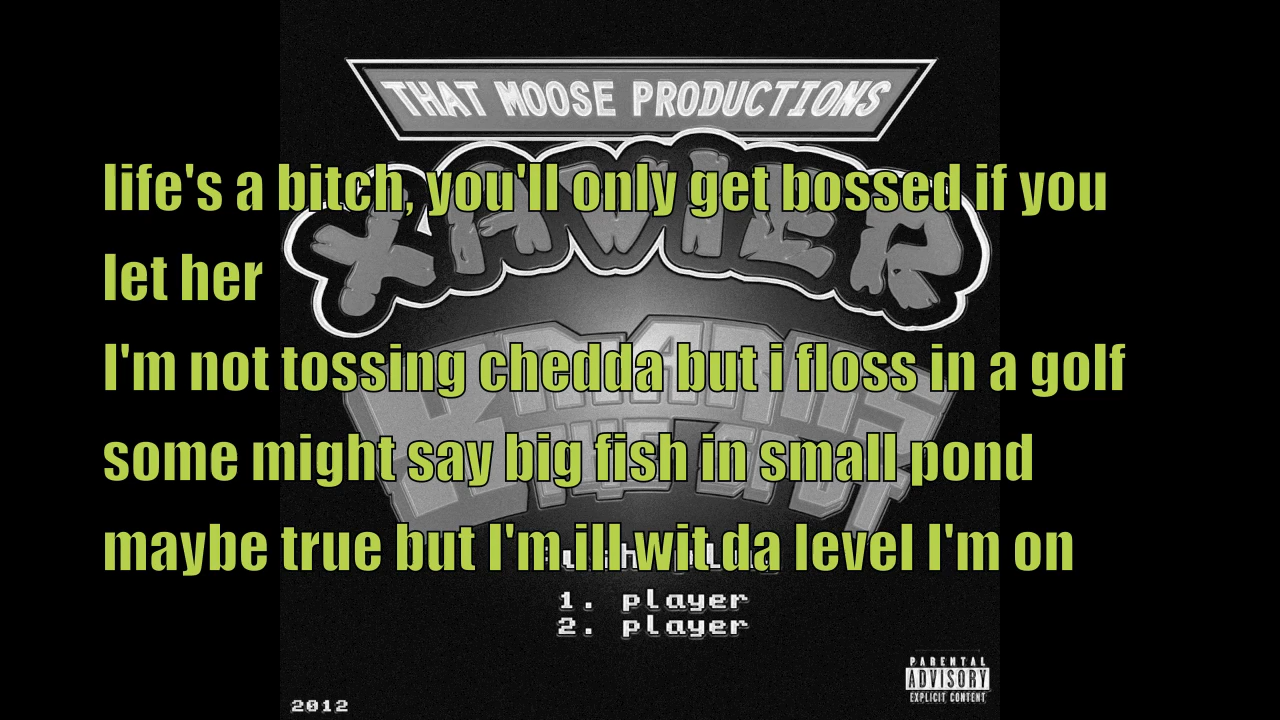 THAT MOOSE PRODUCTIONS
XAVIER
life's a bitch, you'll only get bossed if you
let her
I'm not tossing chedda but i floss in a golf
some might say big fish in small pond
maybe true but I'm ill wit da level I'm on
1. player
2. player
PARENTAL
ADVISORY
EXPLICIT CONTENT
2012